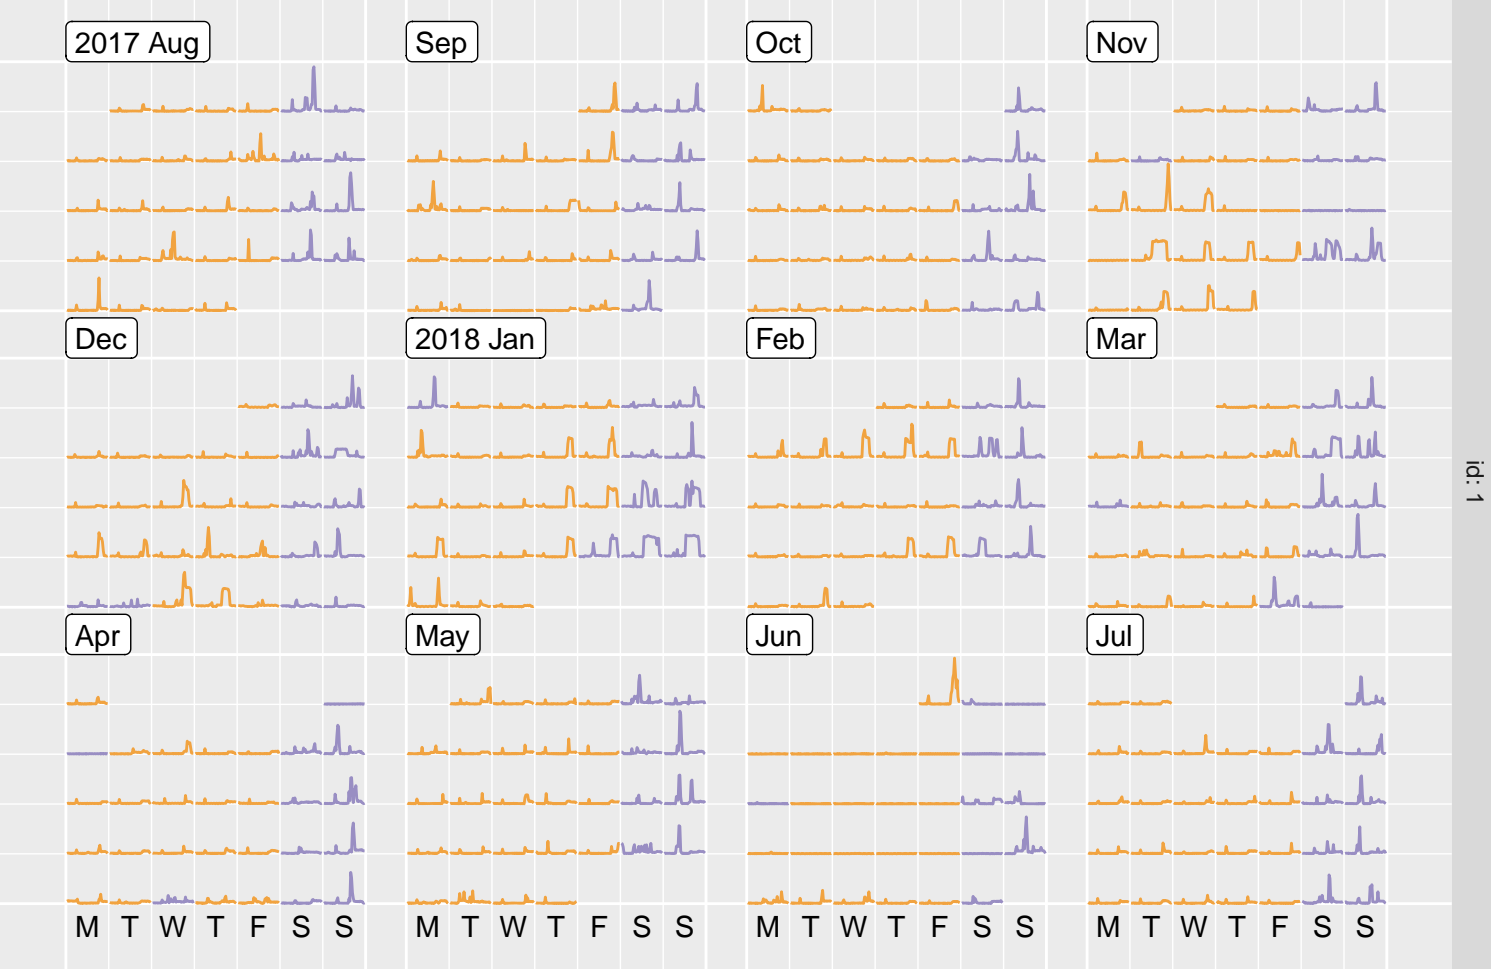 2017 Aug
Sep
Oct
Nov
Dec
2018 Jan
Feb
Mar
Apr
May
Jun
Jul
M T W T F S S
M T W T F S S
M T W T F S S
M T W T F S S
id: 1